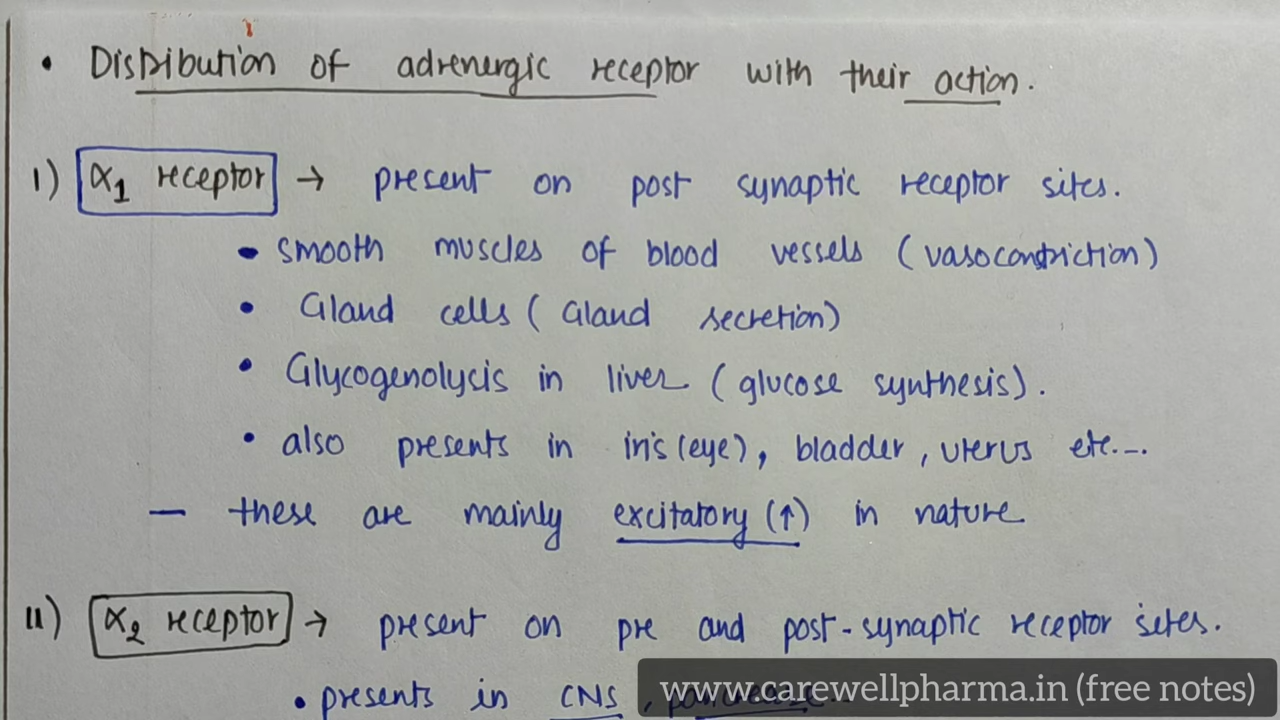 • Distribution of adrenergic receptor with their action.
I) α1 receptor → present on post synaptic receptor sites.
• smooth muscles of blood vessels (vasoconstriction)
• Gland cells (Gland secretion)
• Glycogenolysis in liver (glucose synthesis).
• also presents in iris (eye), bladder, uterus etc...
— these are mainly excitatory (↑) in nature
II) α2 receptor → present on pre and post-synaptic receptor sites.
• presents in CNS, pancrease
www.carewellpharma.in (free notes)